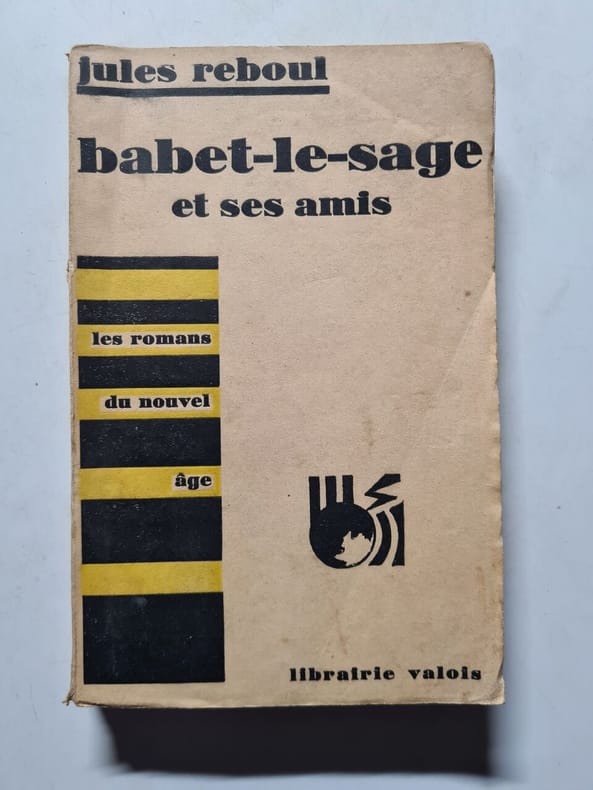 jules reboul
babet-le-sage
et ses amis
les romans
du nouvel
âge
librairie valois